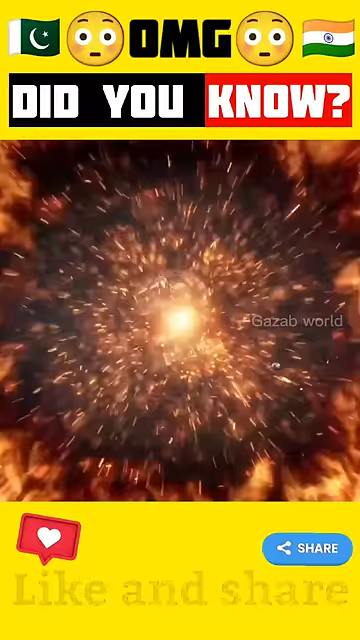 OMG
DID YOU KNOW?
Gazab world
SHARE
Like and share